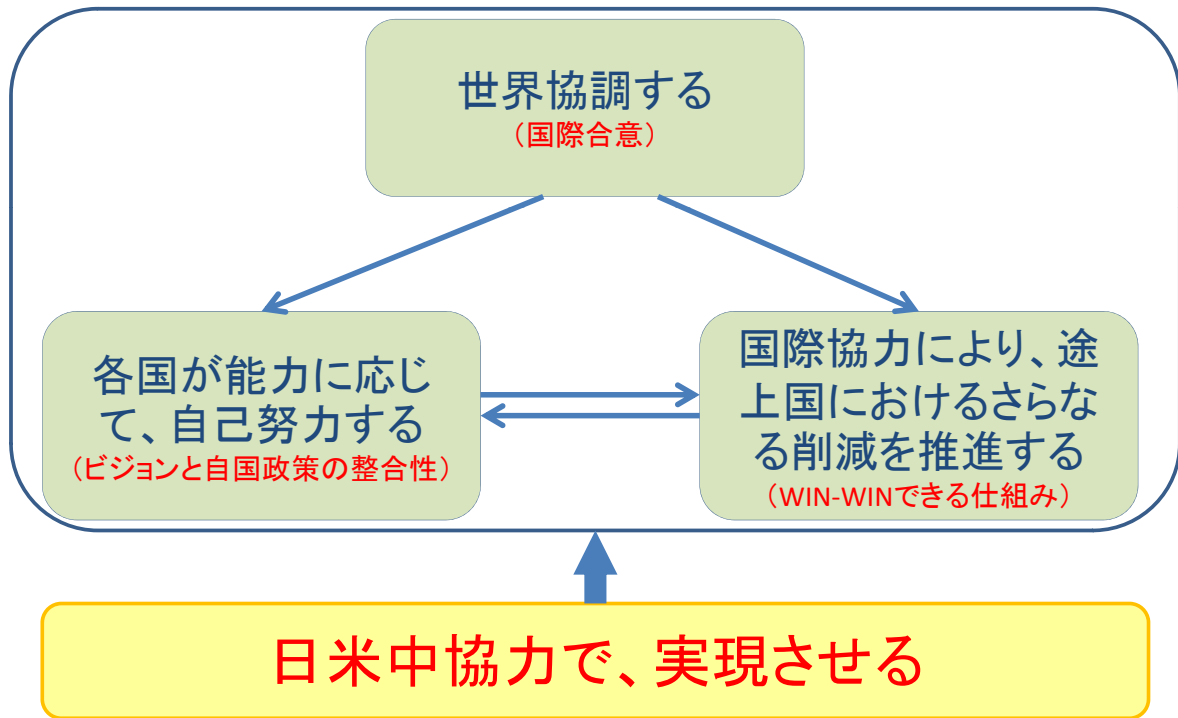 世界協調する
（国際合意）
各国が能力に応じ
て、自己努力する
（ビジョンと自国政策の整合性）
国際協力により、途
上国におけるさらな
る削減を推進する
（WIN-WINできる仕組み）
日米中協力で、実現させる